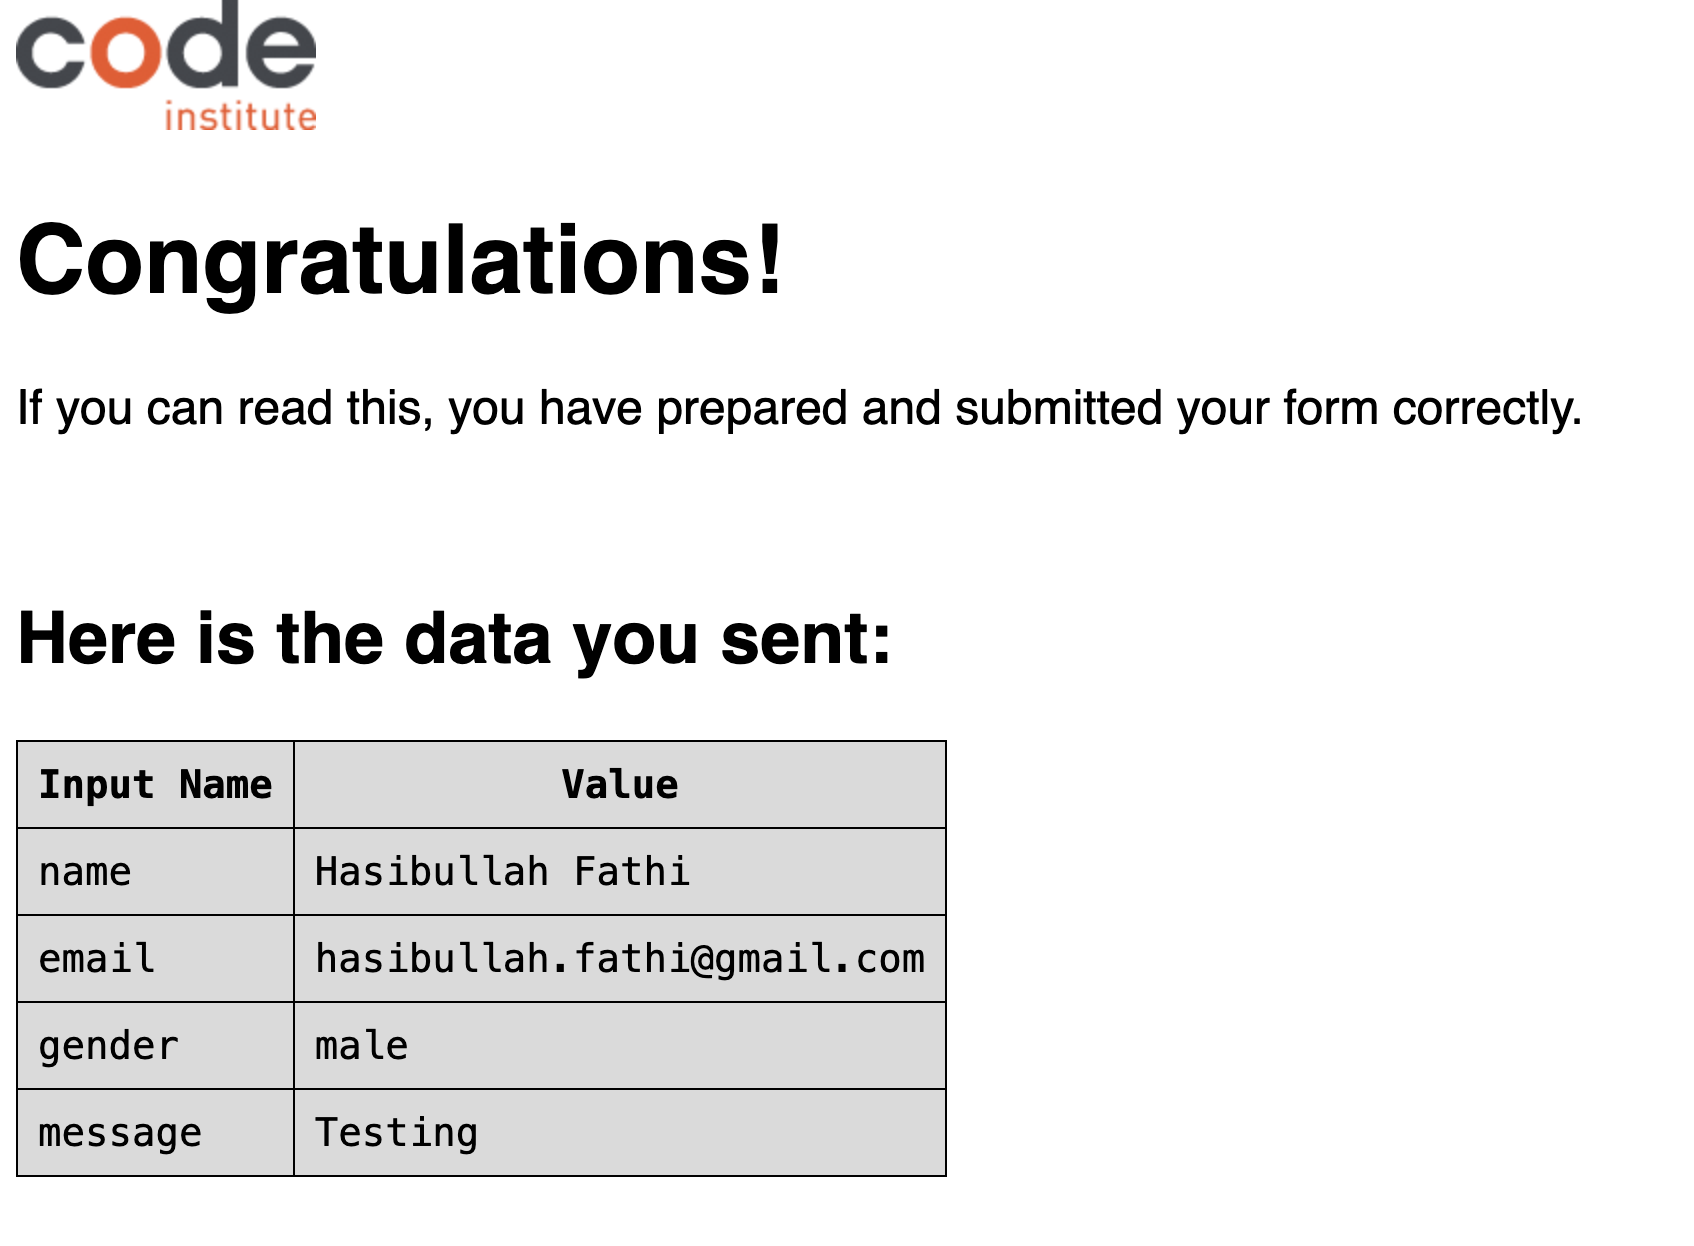 code
institute
Congratulations!
If you can read this, you have prepared and submitted your form correctly.
Here is the data you sent:
Input Name Value
name Hasibullah Fathi
email hasibullah.fathi@gmail.com
gender male
message Testing